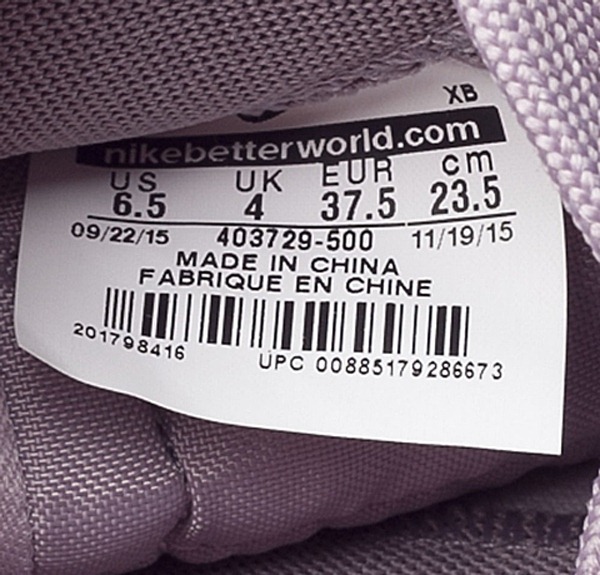 XB
nikebetterworld.com
US UK EUR cm
6.5 4 37.5 23.5
09/22/15 403729-500 11/19/15
MADE IN CHINA
FABRIQUE EN CHINE
201798416 UPC 00885179286673